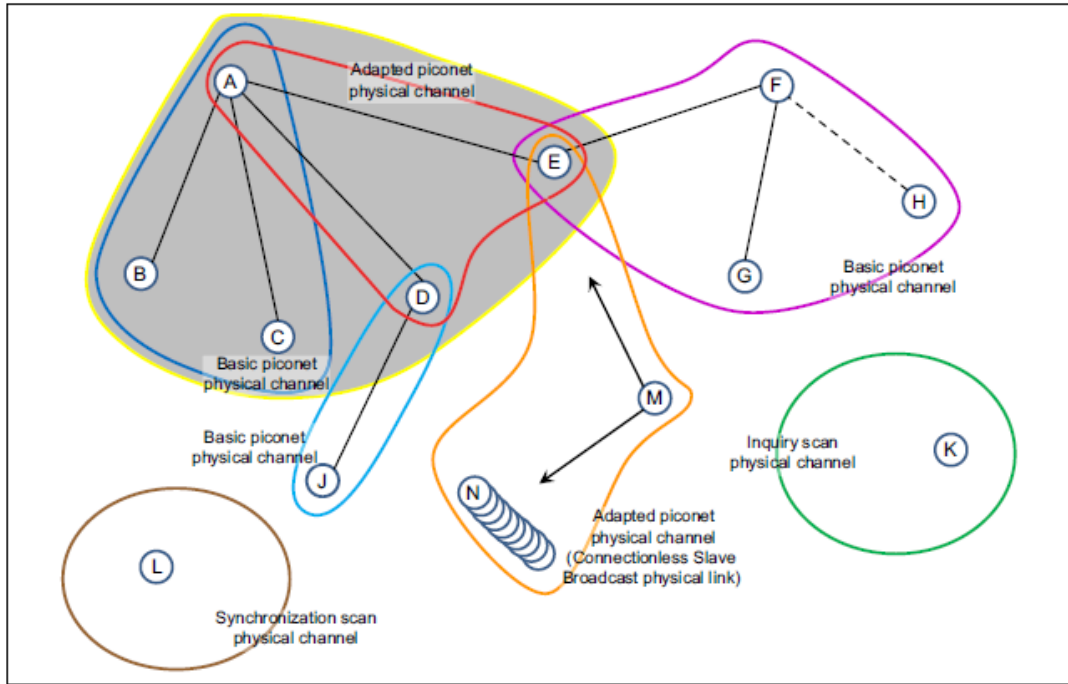 A
Adapted piconet
physical channel
F
E
H
B
G
D
Basic piconet
physical channel
C
Basic piconet
physical channel
M
Basic piconet
physical channel
Inquiry scan
physical channel
K
J
N
Adapted piconet
physical channel
(Connectionless Slave
Broadcast physical link)
L
Synchronization scan
physical channel